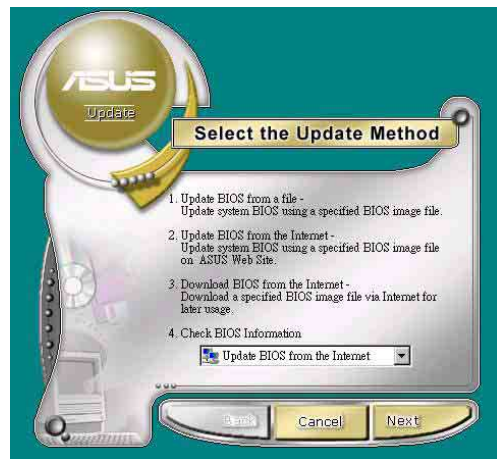 ASUS
Update
Select the Update Method
1. Update BIOS from a file -
Update system BIOS using a specified BIOS image file.
2. Update BIOS from the Internet -
Update system BIOS using a specified BIOS image file
on ASUS Web Site.
3. Download BIOS from the Internet -
Download a specified BIOS image file via Internet for
later usage.
4. Check BIOS Information
Update BIOS from the Internet
Back
Cancel
Next